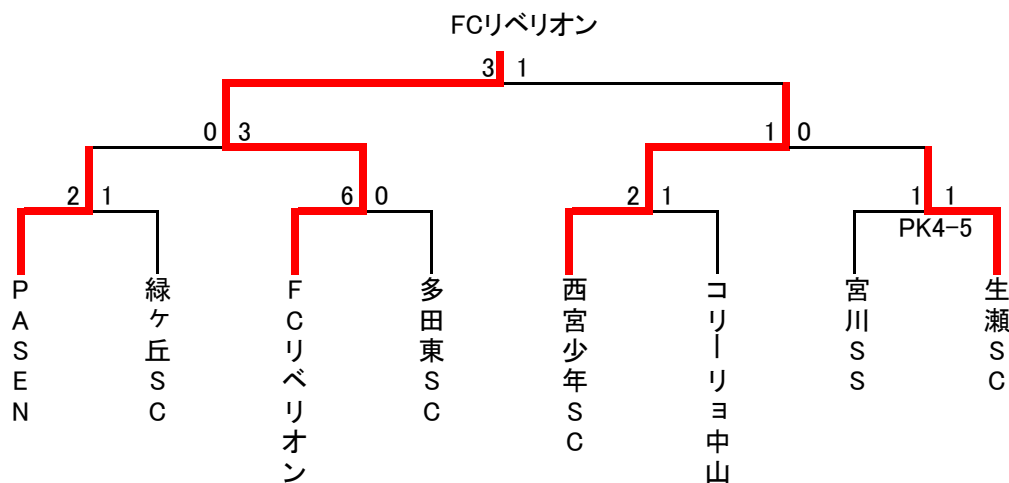 FCリベリオン
3 1
0 3
1 0
2 1
6 0
2 1
1 1
PK4-5
PASEN
緑ヶ丘SC
FCリベリオン
多田東SC
西宮少年SC
コリーリョ中山
宮川SS
生瀬SC